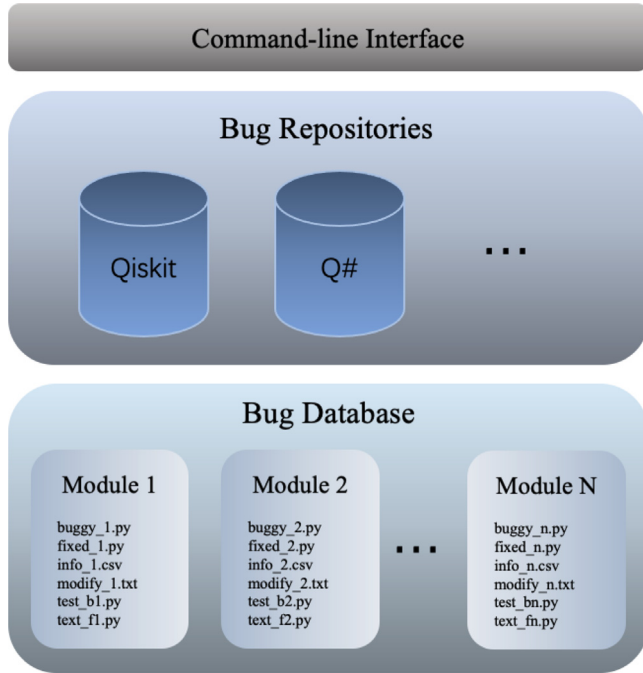 Command-line Interface
Bug Repositories
Qiskit
Q#
...
Bug Database
Module 1
buggy_1.py
fixed_1.py
info_1.csv
modify_1.txt
test_b1.py
text_f1.py
Module 2
buggy_2.py
fixed_2.py
info_2.csv
modify_2.txt
test_b2.py
text_f2.py
...
Module N
buggy_n.py
fixed_n.py
info_n.csv
modify_n.txt
test_bn.py
text_fn.py